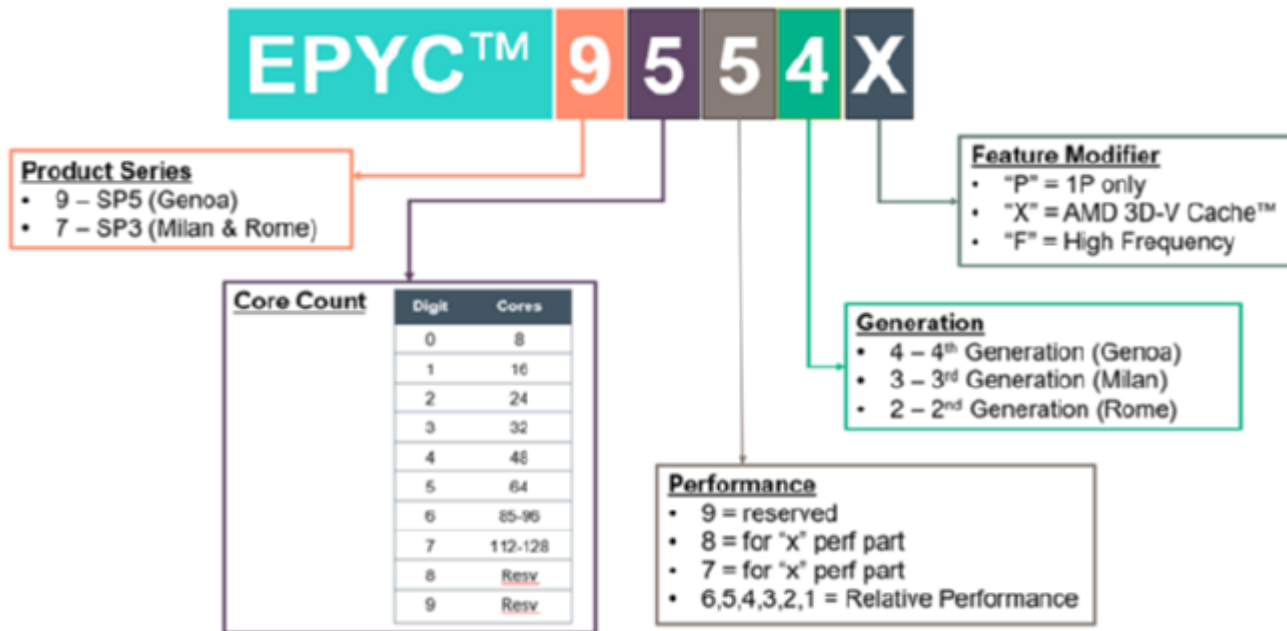 EPYC™ 9 5 5 4 X
Product Series
• 9 – SP5 (Genoa)
• 7 – SP3 (Milan & Rome)
Feature Modifier
• “P” = 1P only
• “X” = AMD 3D-V Cache™
• “F” = High Frequency
Core Count
Digit Cores
0 8
1 16
2 24
3 32
4 48
5 64
6 85-96
7 112-128
8 Resv
9 Resv
Generation
• 4 – 4th Generation (Genoa)
• 3 – 3rd Generation (Milan)
• 2 – 2nd Generation (Rome)
Performance
• 9 = reserved
• 8 = for “x” perf part
• 7 = for “x” perf part
• 6,5,4,3,2,1 = Relative Performance